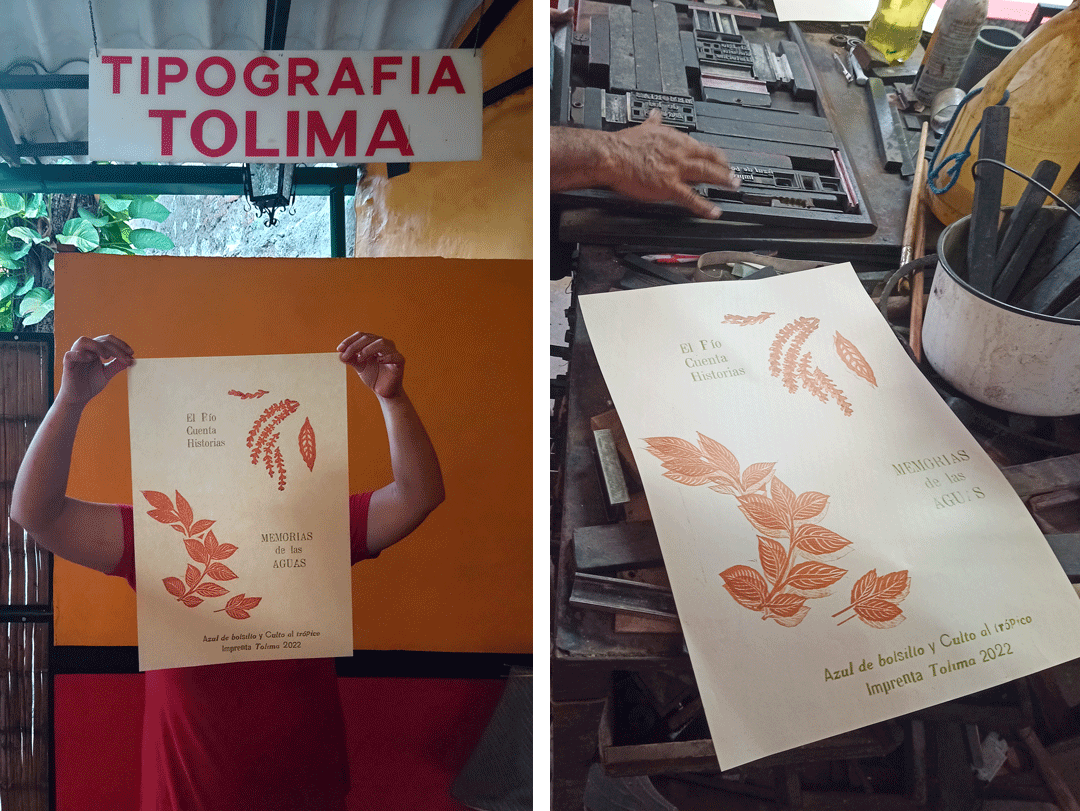 TIPOGRAFIA
TOLIMA
El Río
Cuenta
Historias
MEMORIAS
de las
AGUAS
Azul de bolsillo y Culto al trópico
Imprenta Tolima 2022
El Río
Cuenta
Historias
MEMORIAS
de las
AGUAS
Azul de bolsillo y Culto al trópico
Imprenta Tolima 2022